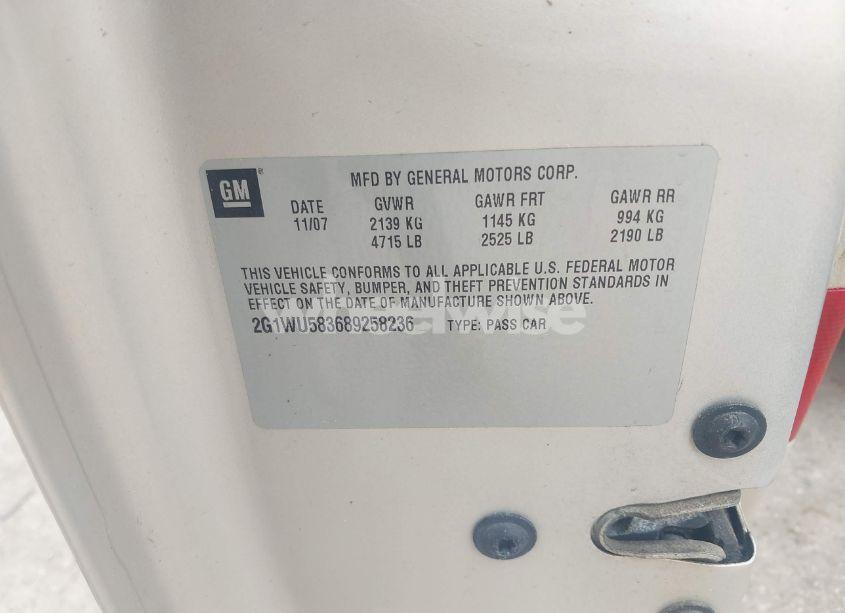 GM
MFD BY GENERAL MOTORS CORP.
DATE GVWR GAWR FRT GAWR RR
11/07 2139 KG 1145 KG 994 KG
4715 LB 2525 LB 2190 LB
THIS VEHICLE CONFORMS TO ALL APPLICABLE U.S. FEDERAL MOTOR
VEHICLE SAFETY, BUMPER, AND THEFT PREVENTION STANDARDS IN
EFFECT ON THE DATE OF MANUFACTURE SHOWN ABOVE.
2G1WU583689258236 TYPE: PASS CAR